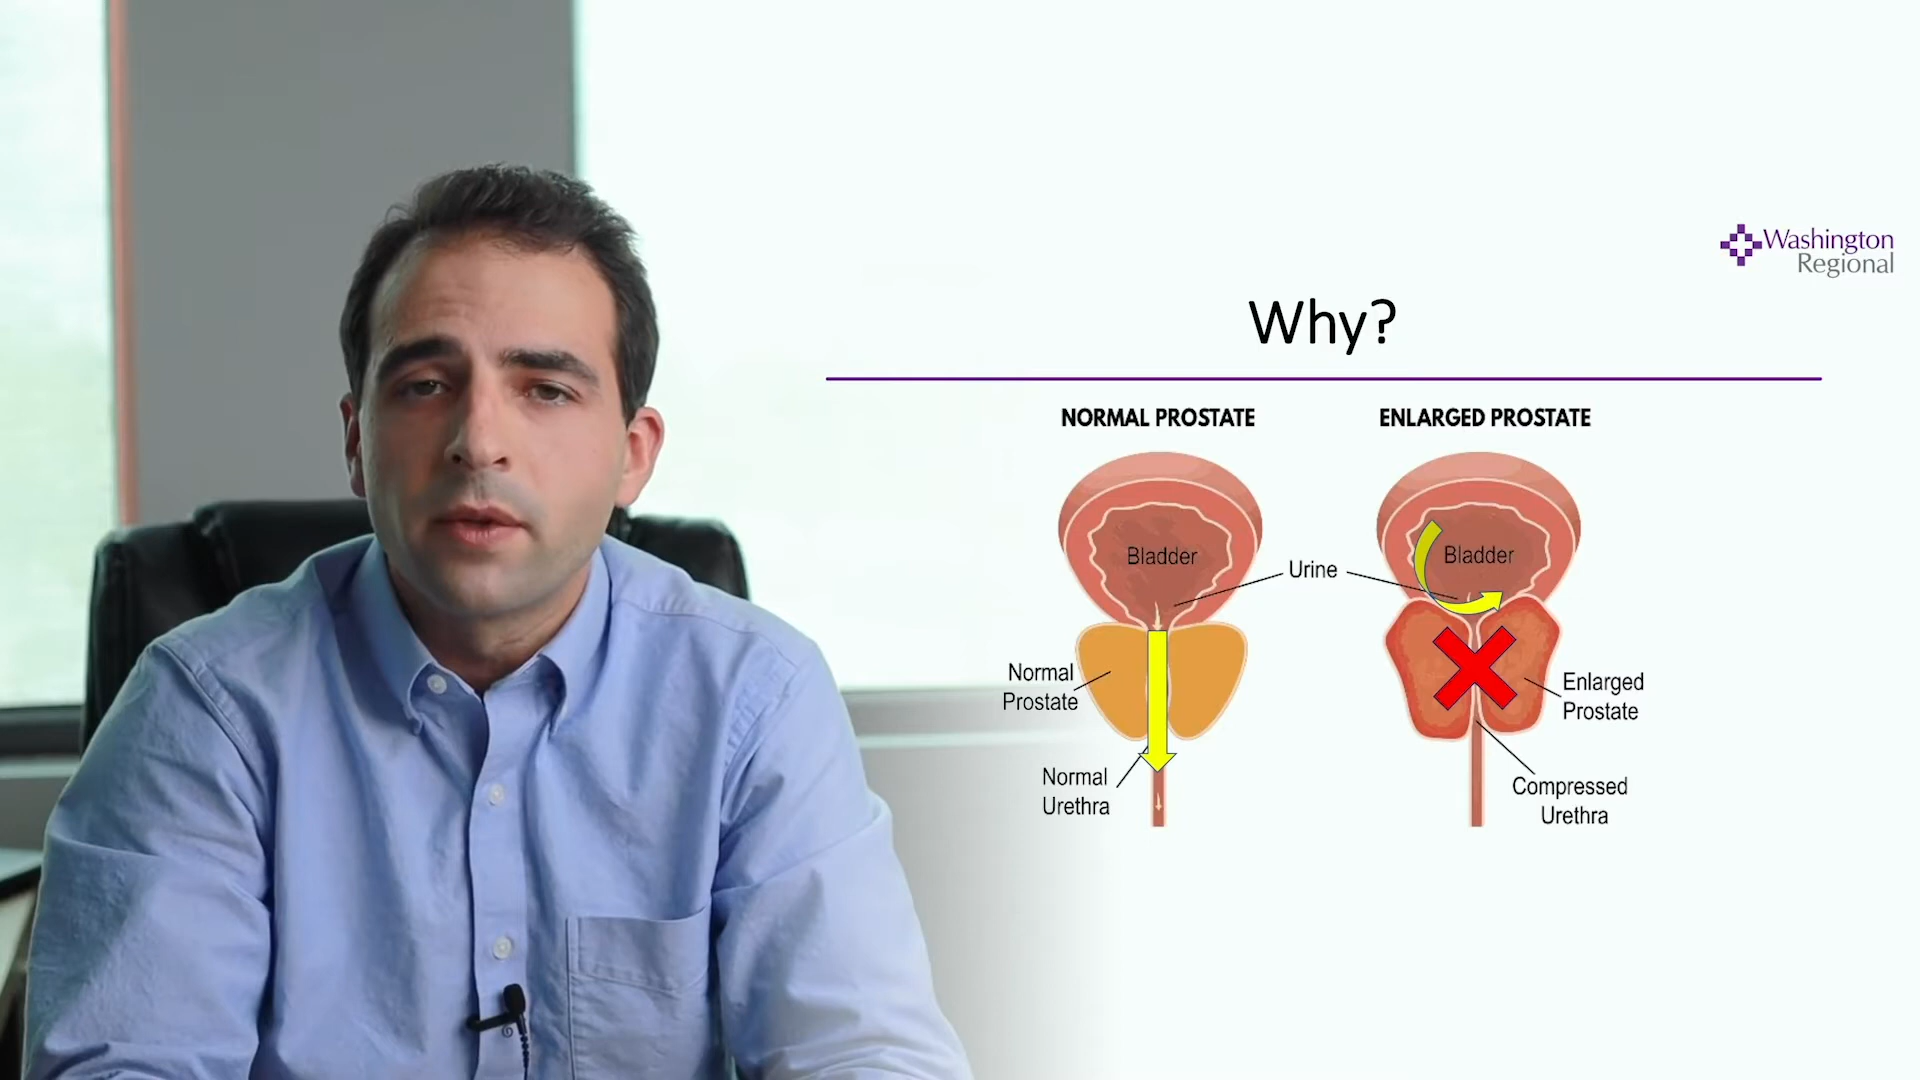 Washington
Regional
Why?
NORMAL PROSTATE
ENLARGED PROSTATE
Bladder
Bladder
Urine
Normal
Prostate
Enlarged
Prostate
Normal
Urethra
Compressed
Urethra